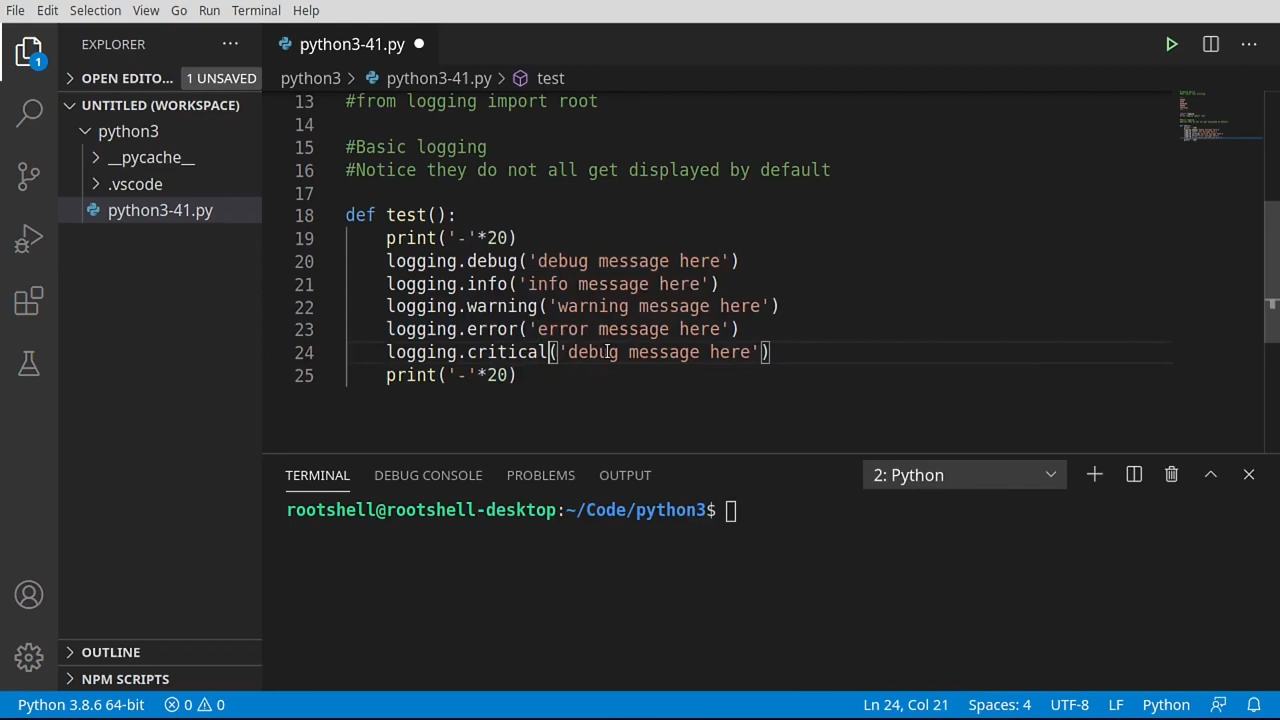 File Edit Selection View Go Run Terminal Help
EXPLORER ···
python3-41.py
1
OPEN EDITO... 1 UNSAVED
python3 > python3-41.py > test
UNTITLED (WORKSPACE)
python3
__pycache__
.vscode
python3-41.py
13 #from logging import root
14
15 #Basic logging
16 #Notice they do not all get displayed by default
17
18 def test():
19 print('-'*20)
20 logging.debug('debug message here')
21 logging.info('info message here')
22 logging.warning('warning message here')
23 logging.error('error message here')
24 logging.critical('debug message here')
25 print('-'*20)
TERMINAL DEBUG CONSOLE PROBLEMS OUTPUT 2: Python
rootshell@rootshell-desktop:~/Code/python3$
OUTLINE
NPM SCRIPTS
Python 3.8.6 64-bit 0 0 Ln 24, Col 21 Spaces: 4 UTF-8 LF Python